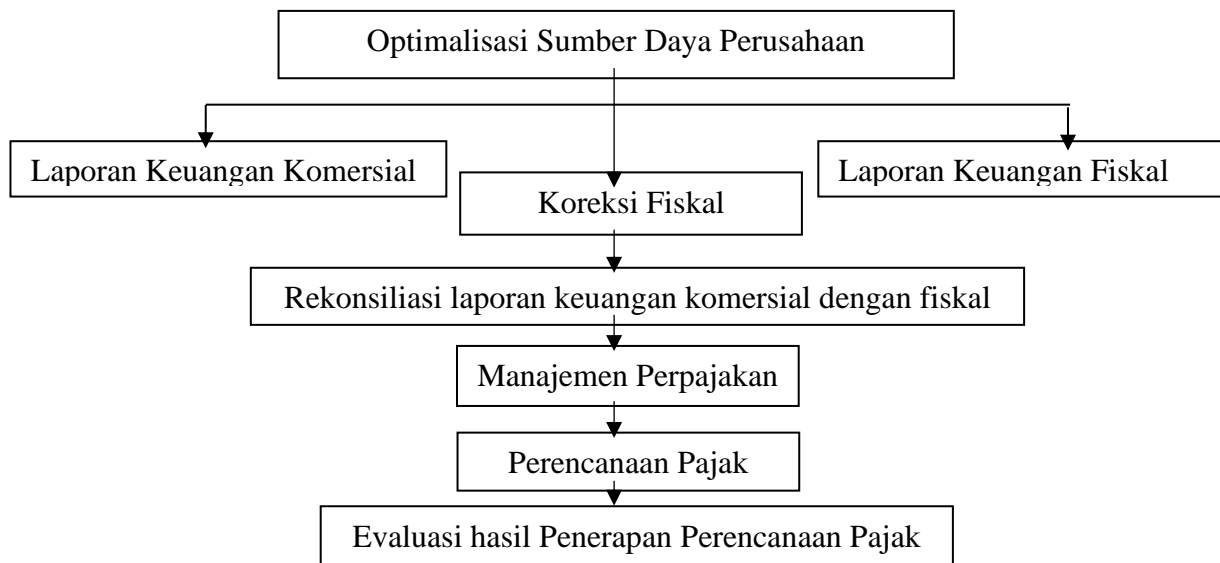 Optimalisasi Sumber Daya Perusahaan
Laporan Keuangan Komersial
Laporan Keuangan Fiskal
Koreksi Fiskal
Rekonsiliasi laporan keuangan komersial dengan fiskal
Manajemen Perpajakan
Perencanaan Pajak
Evaluasi hasil Penerapan Perencanaan Pajak